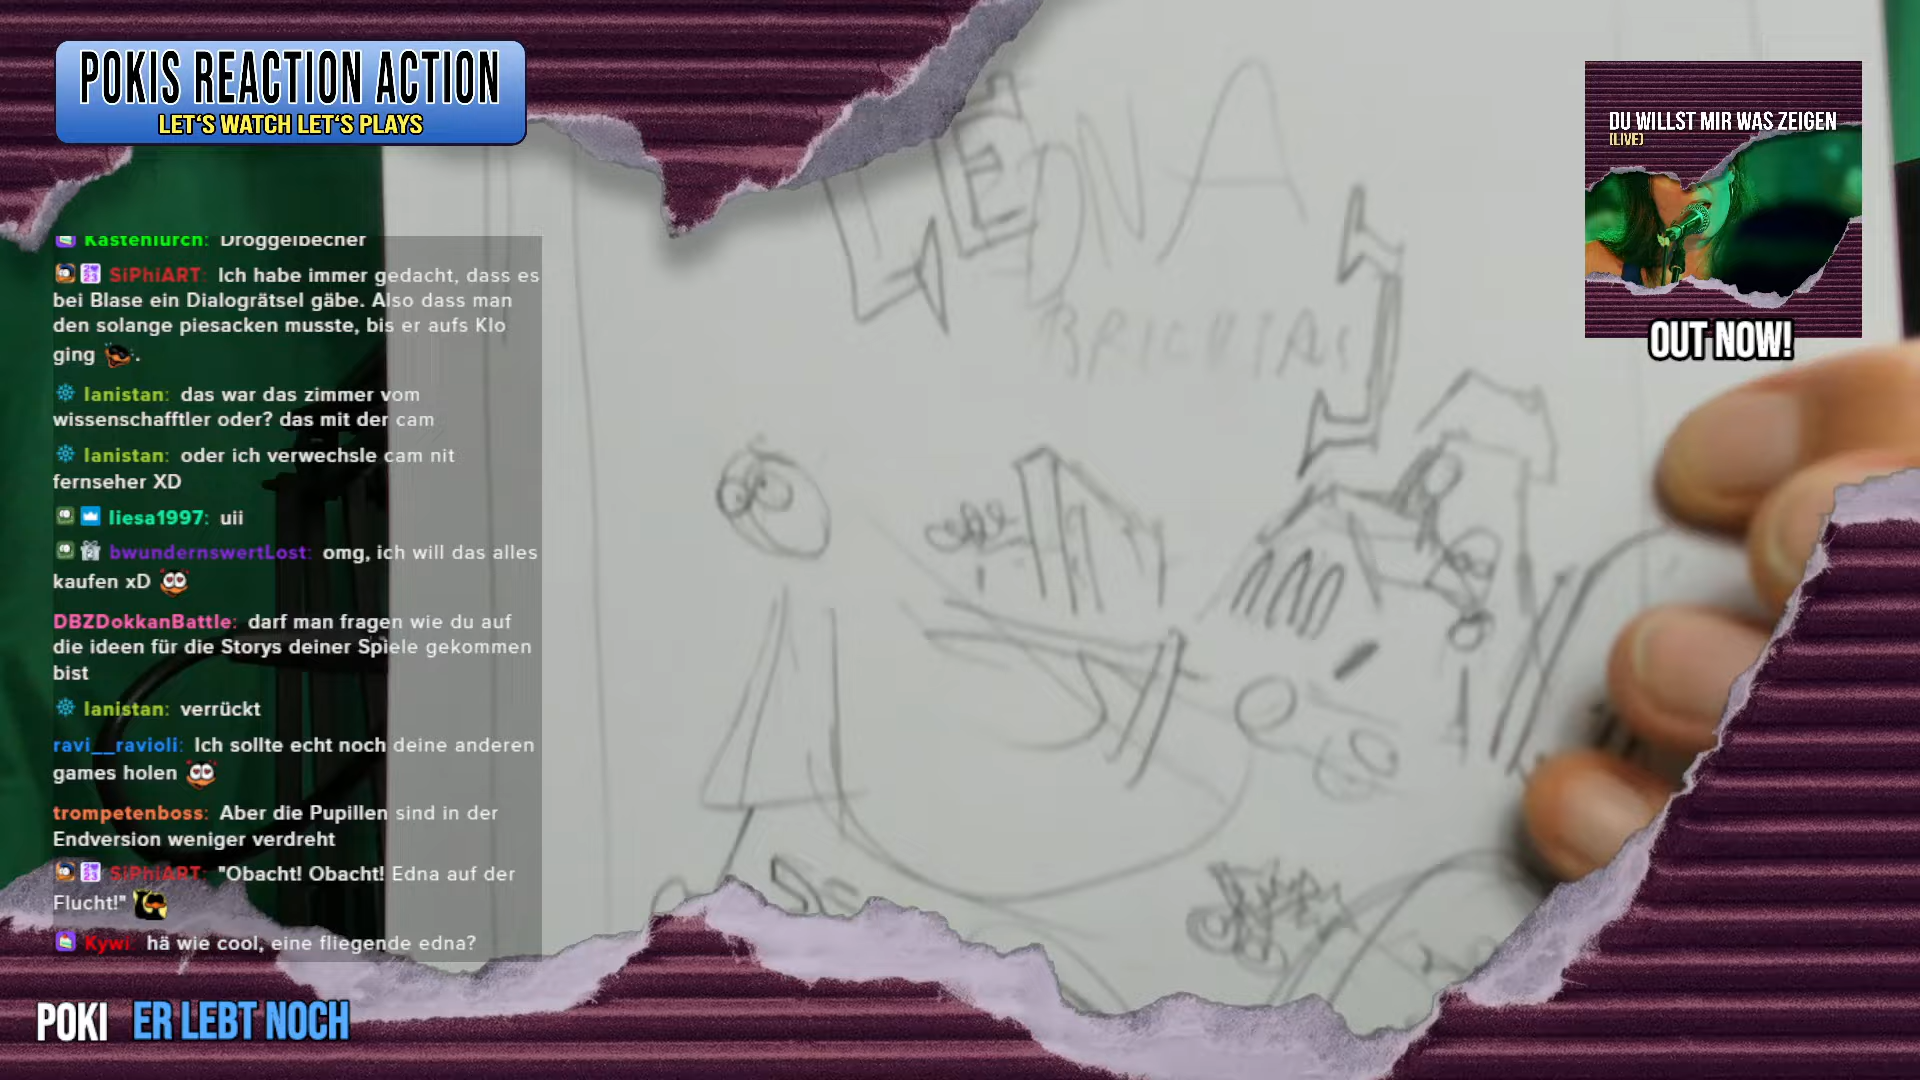 POKIS REACTION ACTION
LET'S WATCH LET'S PLAYS
DU WILLST MIR WAS ZEIGEN
(LIVE)
OUT NOW!
Kastenlurch: Droggelbecher
SiPhiART: Ich habe immer gedacht, dass es
bei Blase ein Dialogrätsel gäbe. Also dass man
den solange piesacken musste, bis er aufs Klo
ging .
lanistan: das war das zimmer vom
wissenschafftler oder? das mit der cam
lanistan: oder ich verwechsle cam nit
fernseher XD
liesa1997: uii
bwundernswertLost: omg, ich will das alles
kaufen xD
DBZDokkanBattle: darf man fragen wie du auf
die ideen für die Storys deiner Spiele gekommen
bist
lanistan: verrückt
ravi__ravioli: Ich sollte echt noch deine anderen
games holen
trompetenboss: Aber die Pupillen sind in der
Endversion weniger verdreht
SiPhiART: "Obacht! Obacht! Edna auf der
Flucht!"
Kywi: hä wie cool, eine fliegende edna?
POKI ER LEBT NOCH